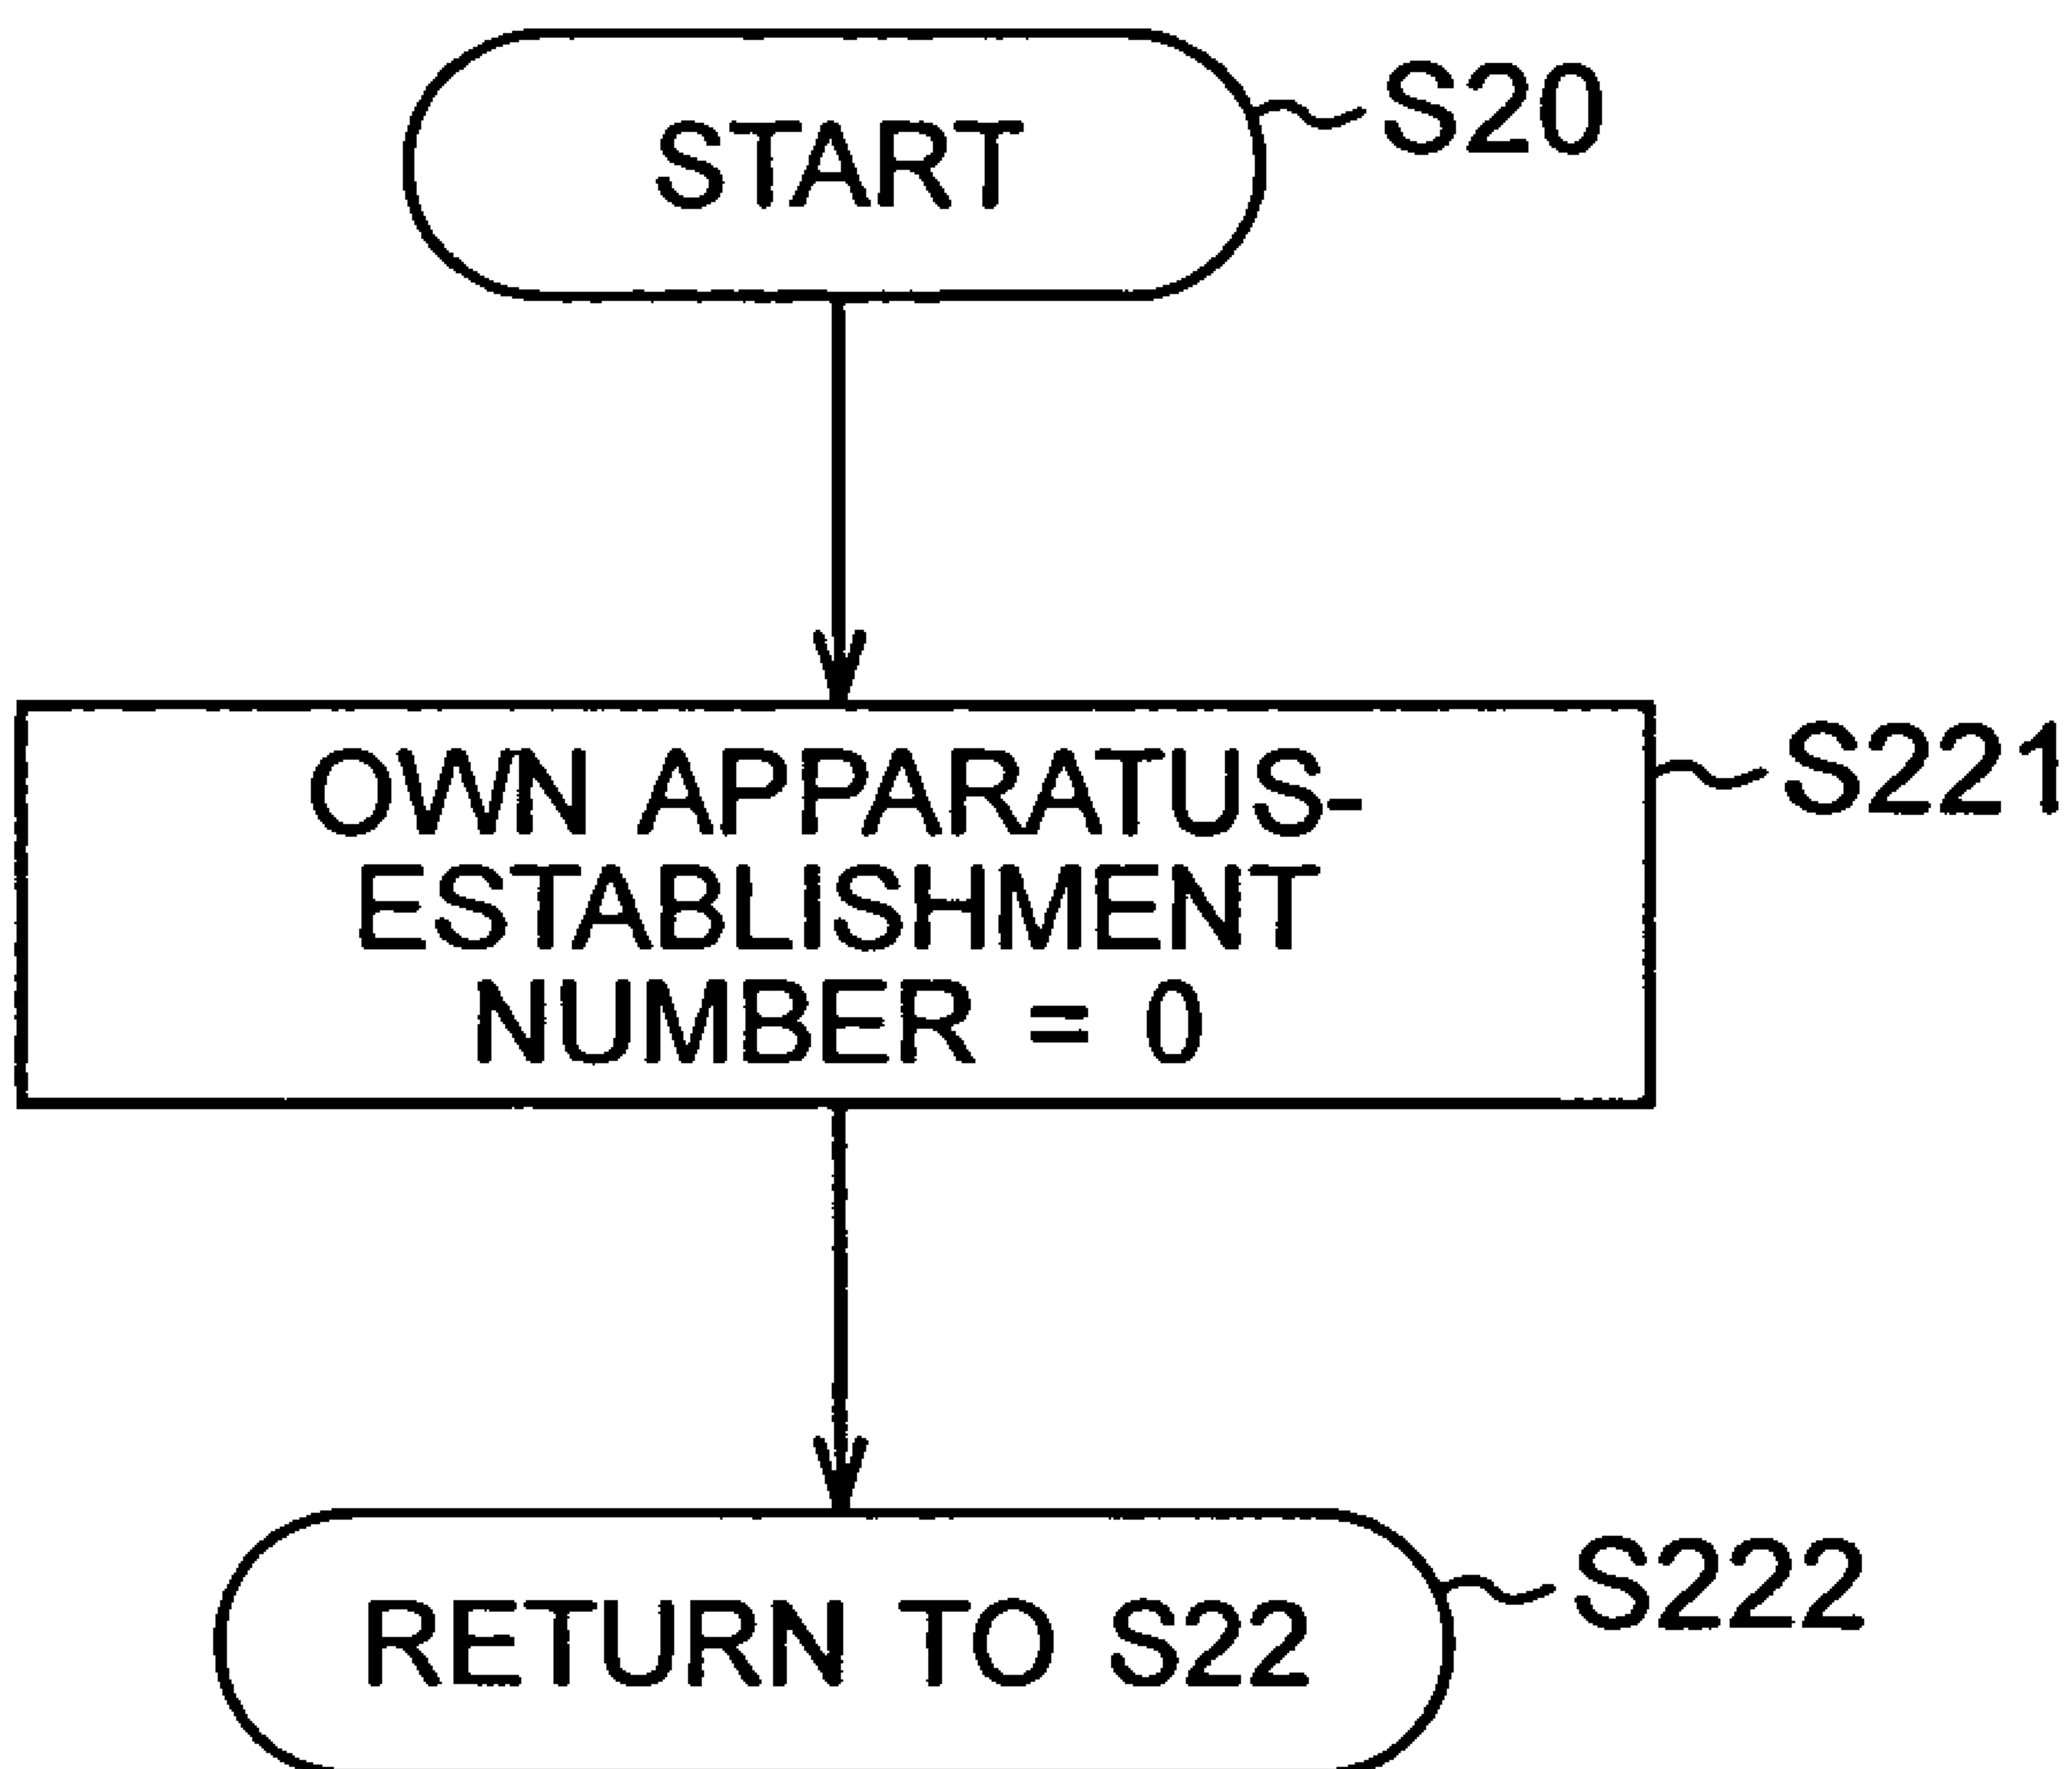 START
S20
OWN APPARATUS-
ESTABLISHMENT
NUMBER = 0
S221
RETURN TO S22
S222